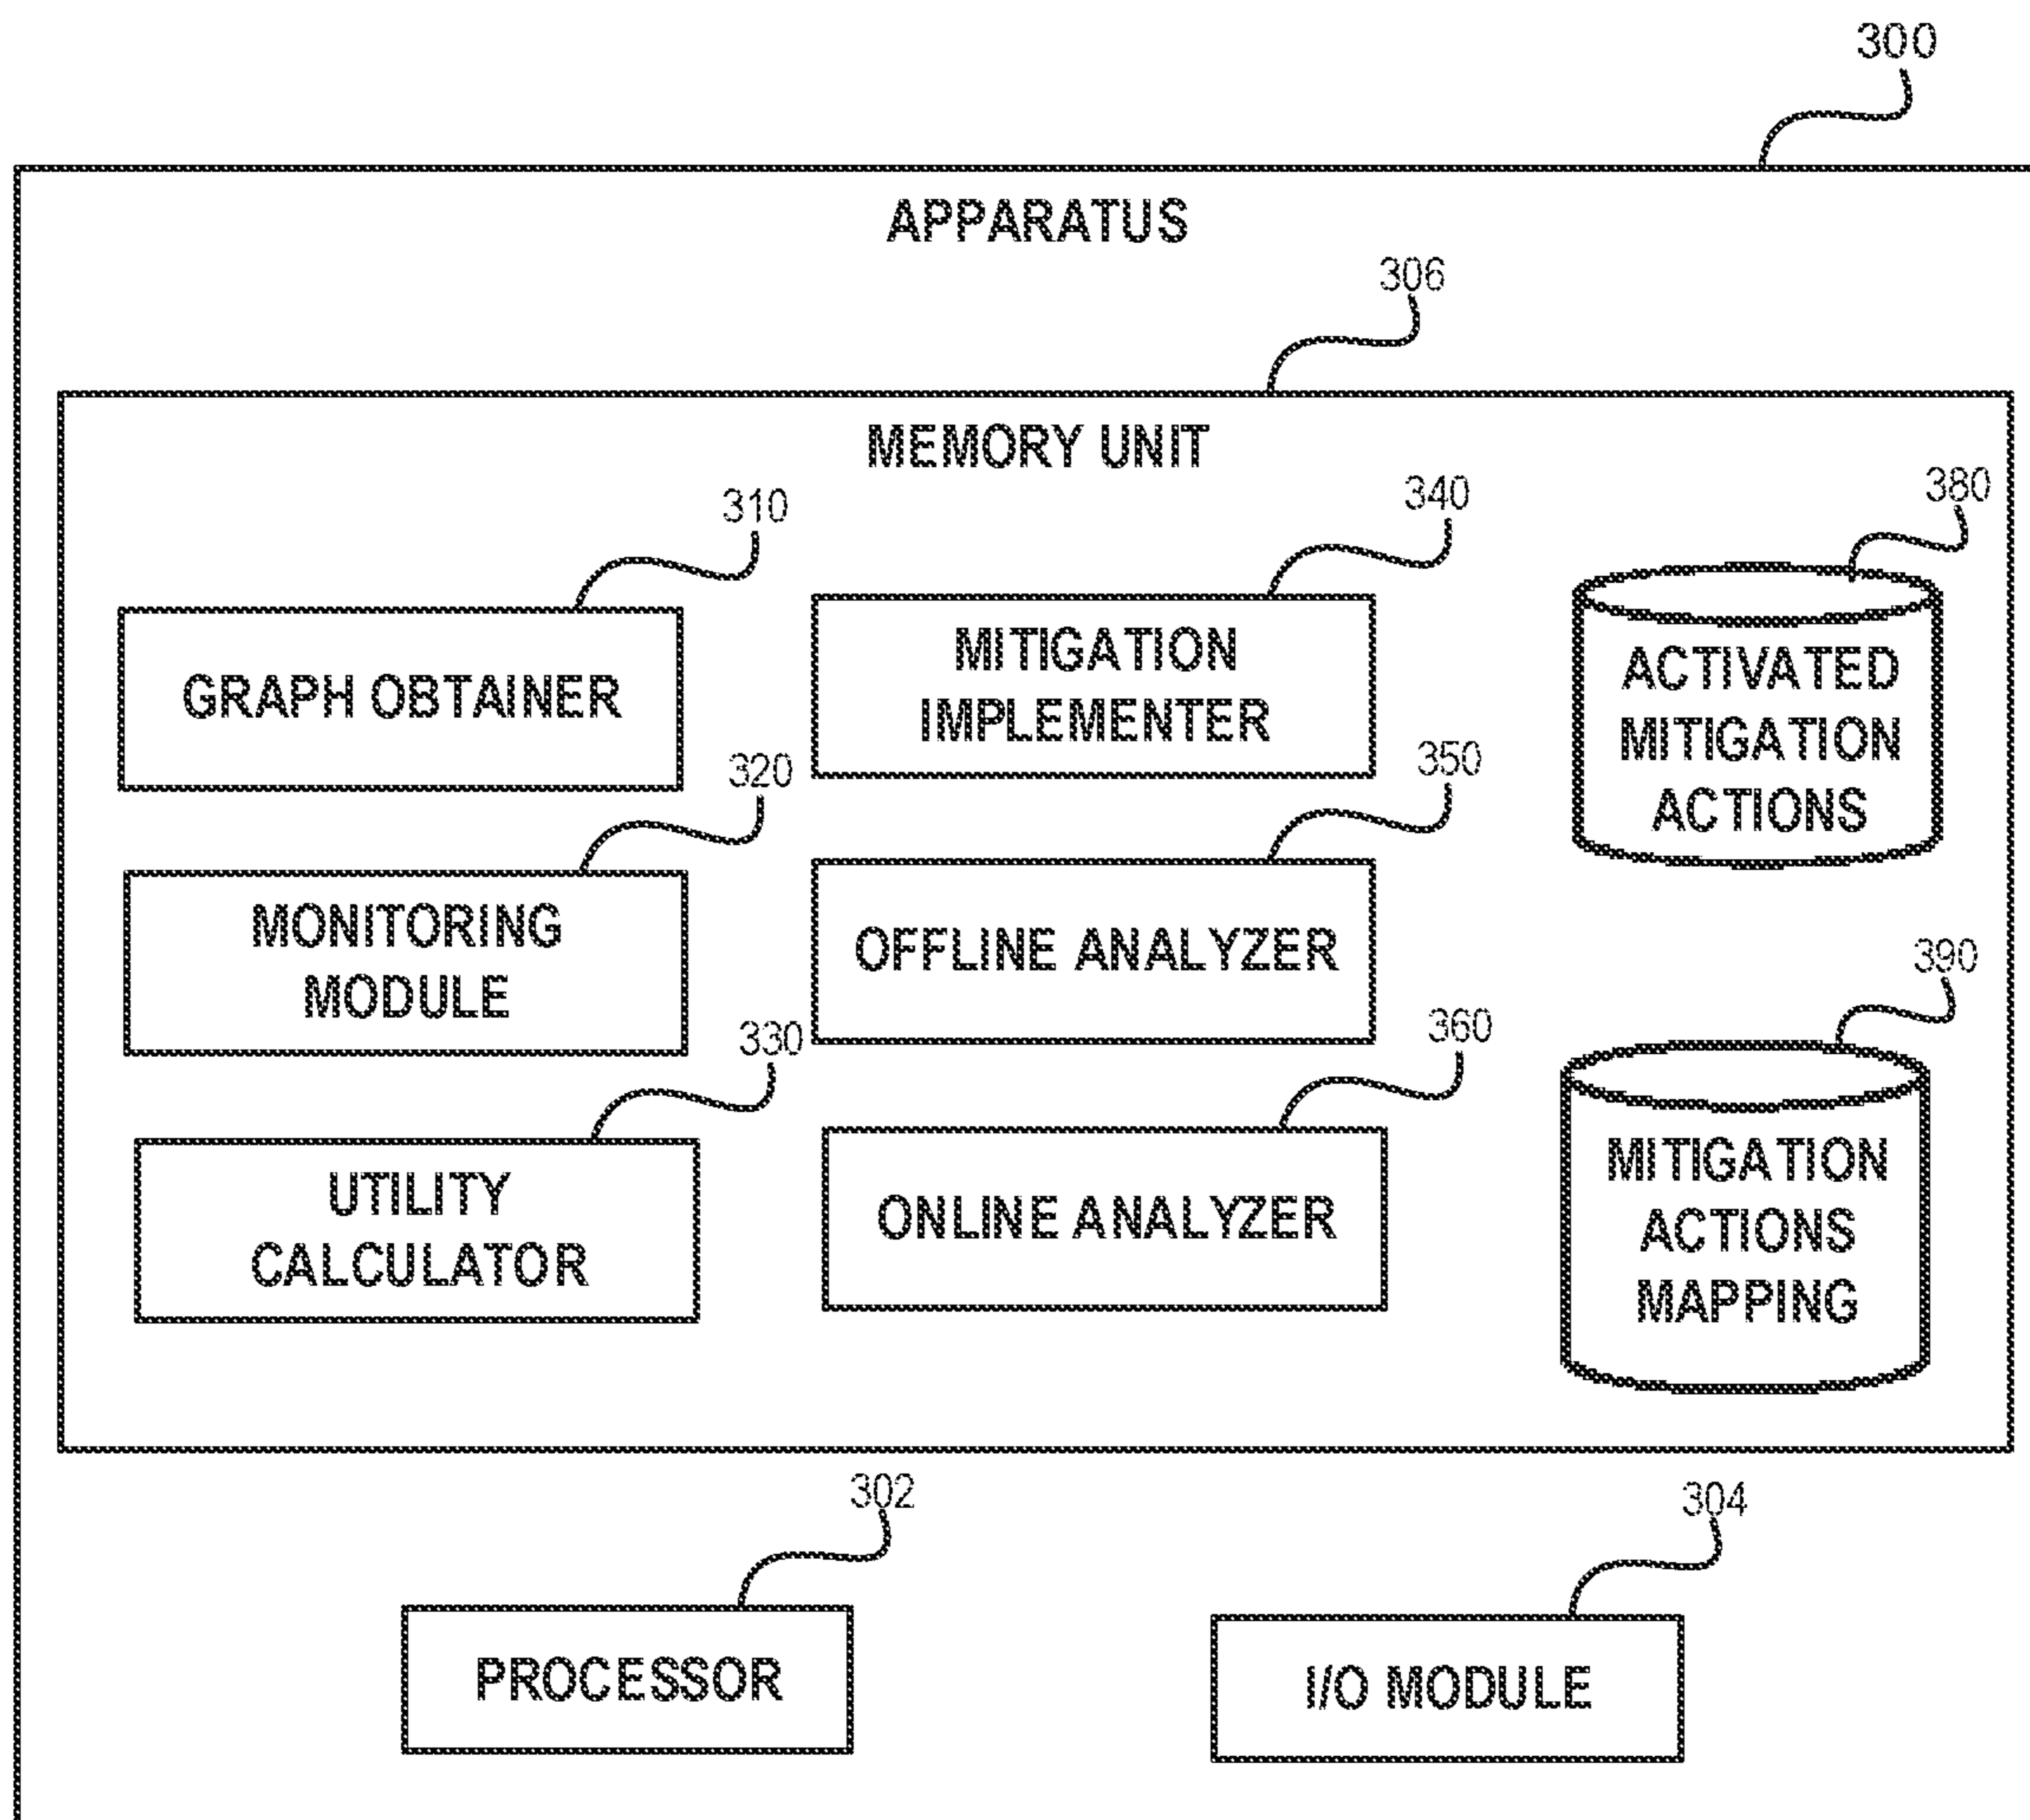 300
APPARATUS
306
MEMORY UNIT
310
340
380
GRAPH OBTAINER
MITIGATION
IMPLEMENTER
ACTIVATED
MITIGATION
ACTIONS
320
350
390
MONITORING
MODULE
OFFLINE ANALYZER
330
360
UTILITY
CALCULATOR
ONLINE ANALYZER
MITIGATION
ACTIONS
MAPPING
302
304
PROCESSOR
I/O MODULE